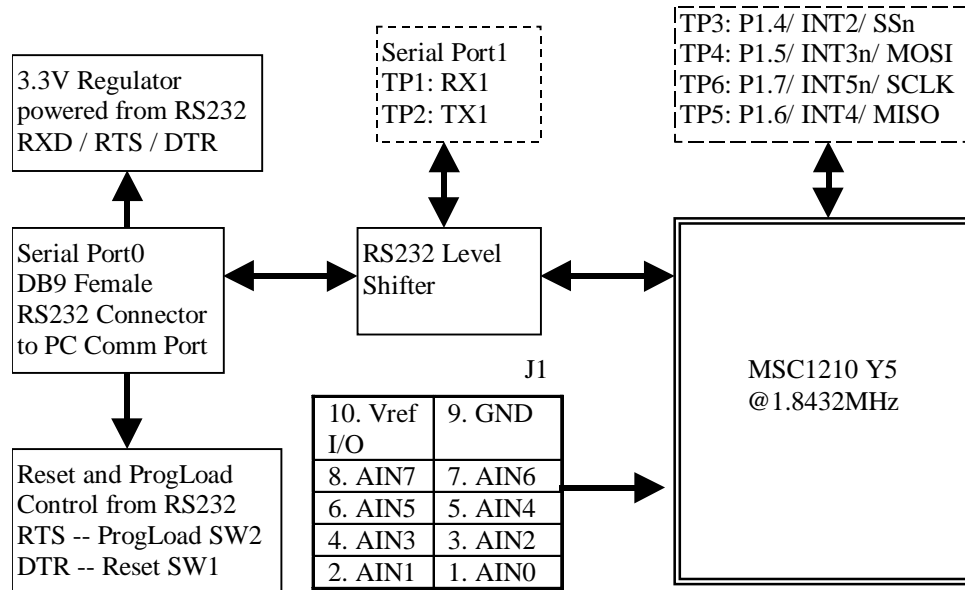 3.3V Regulator
powered from RS232
RXD / RTS / DTR
Serial Port1
TP1: RX1
TP2: TX1
TP3: P1.4/ INT2/ SSn
TP4: P1.5/ INT3n/ MOSI
TP6: P1.7/ INT5n/ SCLK
TP5: P1.6/ INT4/ MISO
Serial Port0
DB9 Female
RS232 Connector
to PC Comm Port
RS232 Level
Shifter
MSC1210 Y5
@1.8432MHz
J1
10. Vref I/O 9. GND
8. AIN7 7. AIN6
6. AIN5 5. AIN4
4. AIN3 3. AIN2
2. AIN1 1. AIN0
Reset and ProgLoad
Control from RS232
RTS -- ProgLoad SW2
DTR -- Reset SW1